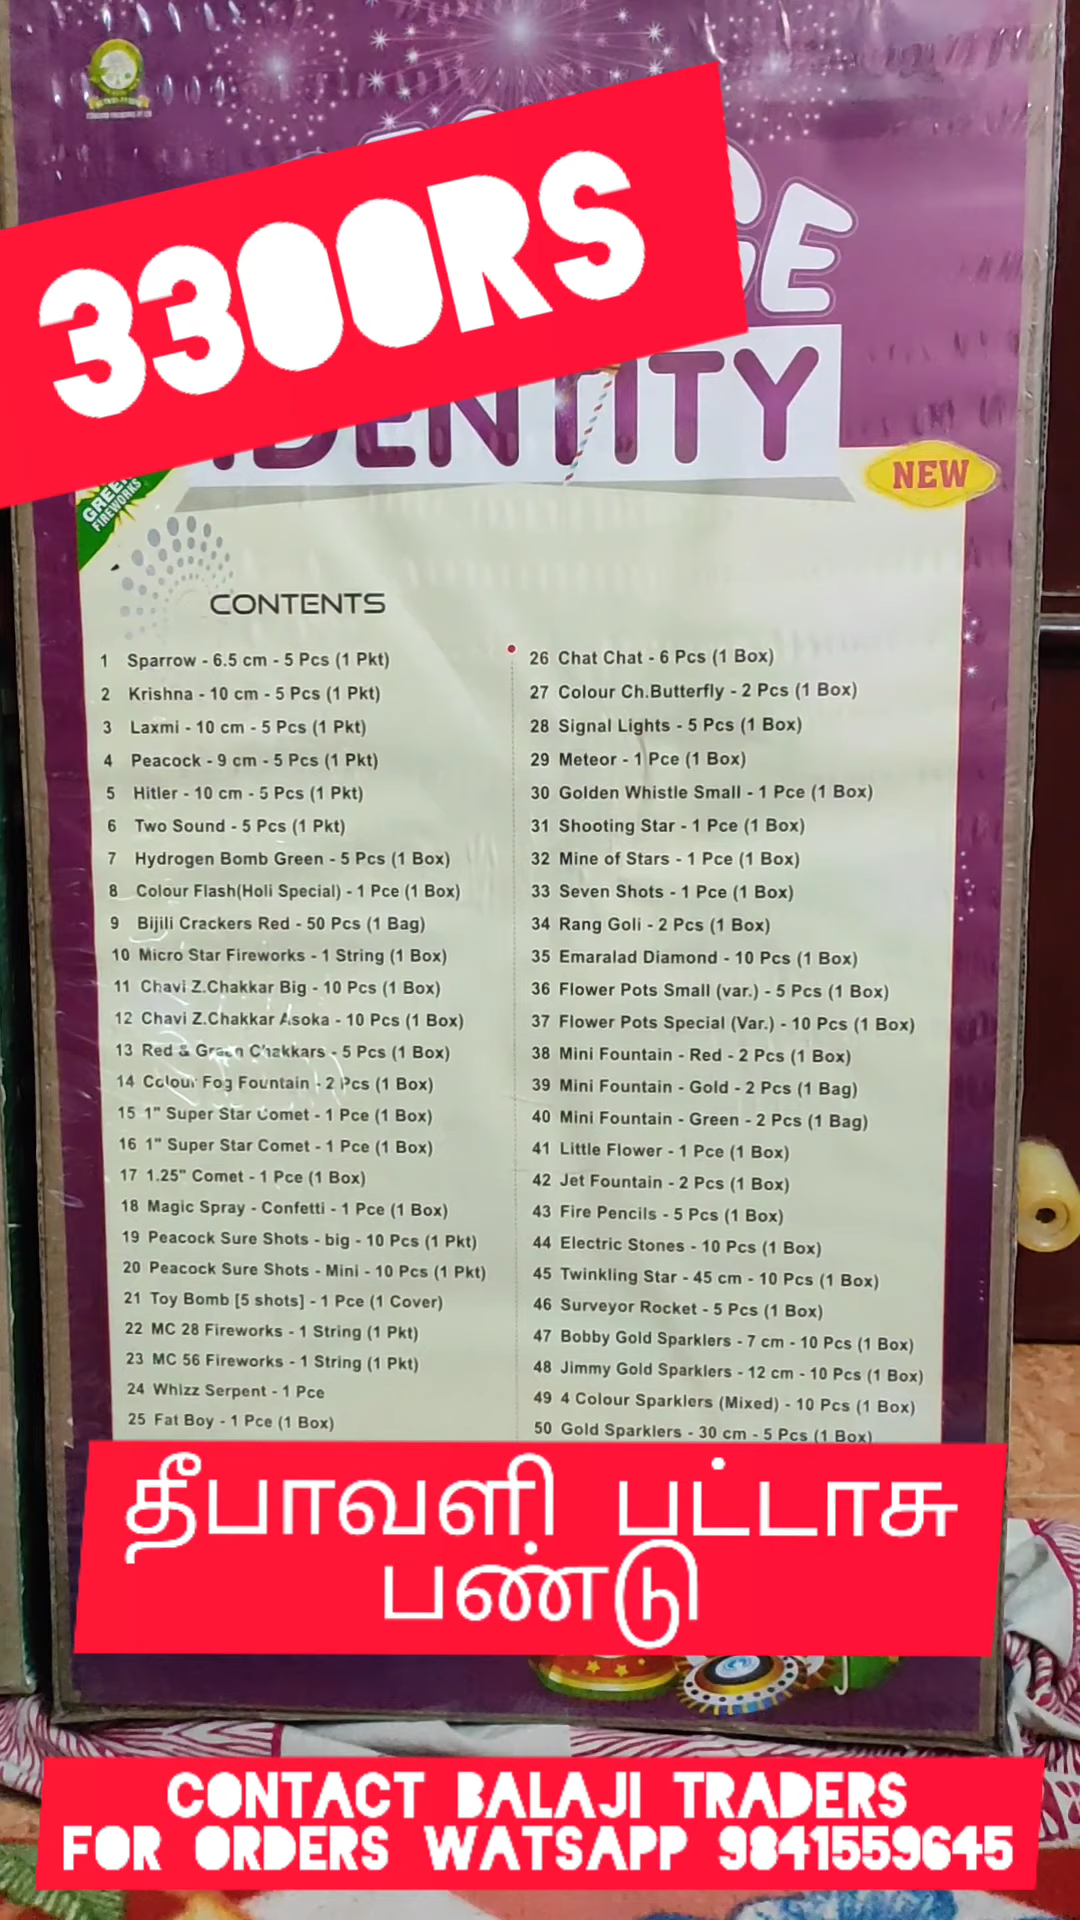 3300RS
IDENTITY
NEW
GREEN
FIREWORKS
CONTENTS
1 Sparrow - 6.5 cm - 5 Pcs (1 Pkt)
2 Krishna - 10 cm - 5 Pcs (1 Pkt)
3 Laxmi - 10 cm - 5 Pcs (1 Pkt)
4 Peacock - 9 cm - 5 Pcs (1 Pkt)
5 Hitler - 10 cm - 5 Pcs (1 Pkt)
6 Two Sound - 5 Pcs (1 Pkt)
7 Hydrogen Bomb Green - 5 Pcs (1 Box)
8 Colour Flash(Holi Special) - 1 Pce (1 Box)
9 Bijili Crackers Red - 50 Pcs (1 Bag)
10 Micro Star Fireworks - 1 String (1 Box)
11 Chavi Z.Chakkar Big - 10 Pcs (1 Box)
12 Chavi Z.Chakkar Asoka - 10 Pcs (1 Box)
13 Red & Green Chakkars - 5 Pcs (1 Box)
14 Colour Fog Fountain - 2 Pcs (1 Box)
15 1" Super Star Comet - 1 Pce (1 Box)
16 1" Super Star Comet - 1 Pce (1 Box)
17 1.25" Comet - 1 Pce (1 Box)
18 Magic Spray - Confetti - 1 Pce (1 Box)
19 Peacock Sure Shots - big - 10 Pcs (1 Pkt)
20 Peacock Sure Shots - Mini - 10 Pcs (1 Pkt)
21 Toy Bomb [5 shots] - 1 Pce (1 Cover)
22 MC 28 Fireworks - 1 String (1 Pkt)
23 MC 56 Fireworks - 1 String (1 Pkt)
24 Whizz Serpent - 1 Pce
25 Fat Boy - 1 Pce (1 Box)
26 Chat Chat - 6 Pcs (1 Box)
27 Colour Ch.Butterfly - 2 Pcs (1 Box)
28 Signal Lights - 5 Pcs (1 Box)
29 Meteor - 1 Pce (1 Box)
30 Golden Whistle Small - 1 Pce (1 Box)
31 Shooting Star - 1 Pce (1 Box)
32 Mine of Stars - 1 Pce (1 Box)
33 Seven Shots - 1 Pce (1 Box)
34 Rang Goli - 2 Pcs (1 Box)
35 Emaralad Diamond - 10 Pcs (1 Box)
36 Flower Pots Small (var.) - 5 Pcs (1 Box)
37 Flower Pots Special (Var.) - 10 Pcs (1 Box)
38 Mini Fountain - Red - 2 Pcs (1 Box)
39 Mini Fountain - Gold - 2 Pcs (1 Bag)
40 Mini Fountain - Green - 2 Pcs (1 Bag)
41 Little Flower - 1 Pce (1 Box)
42 Jet Fountain - 2 Pcs (1 Box)
43 Fire Pencils - 5 Pcs (1 Box)
44 Electric Stones - 10 Pcs (1 Box)
45 Twinkling Star - 45 cm - 10 Pcs (1 Box)
46 Surveyor Rocket - 5 Pcs (1 Box)
47 Bobby Gold Sparklers - 7 cm - 10 Pcs (1 Box)
48 Jimmy Gold Sparklers - 12 cm - 10 Pcs (1 Box)
49 4 Colour Sparklers (Mixed) - 10 Pcs (1 Box)
50 Gold Sparklers - 30 cm - 5 Pcs (1 Box)
தீபாவளி பட்டாசு
பண்டு
CONTACT BALAJI TRADERS
FOR ORDERS WATSAPP 9841559645